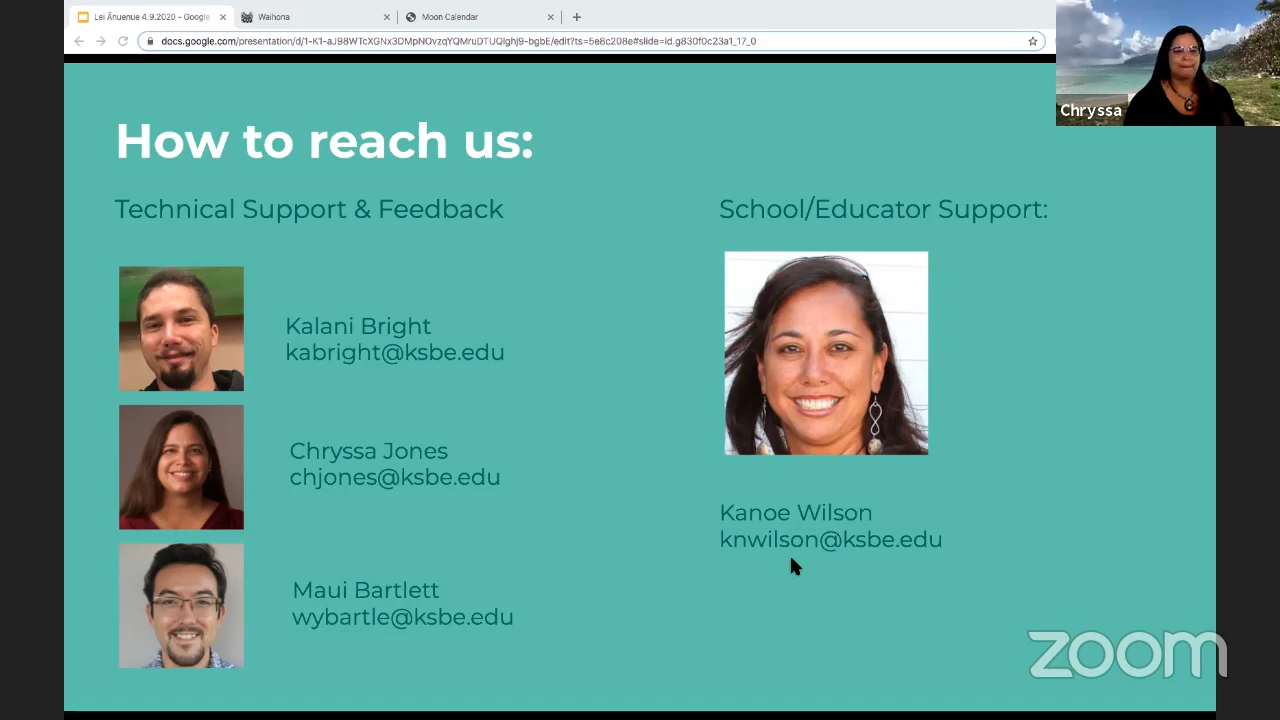 Lei Ānuenue 4.9.2020 - Google
Waihona
Moon Calendar
docs.google.com/presentation/d/1-K1-aJ98WTcXGNx3DMpNOvzqYQMruDTUQIghj9-bgbE/edit?ts=5e8c208e#slide=id.g830f0c23a1_17_0
Chryssa
How to reach us:
Technical Support & Feedback
Kalani Bright
kabright@ksbe.edu
Chryssa Jones
chjones@ksbe.edu
Maui Bartlett
wybartle@ksbe.edu
School/Educator Support:
Kanoe Wilson
knwilson@ksbe.edu
zoom